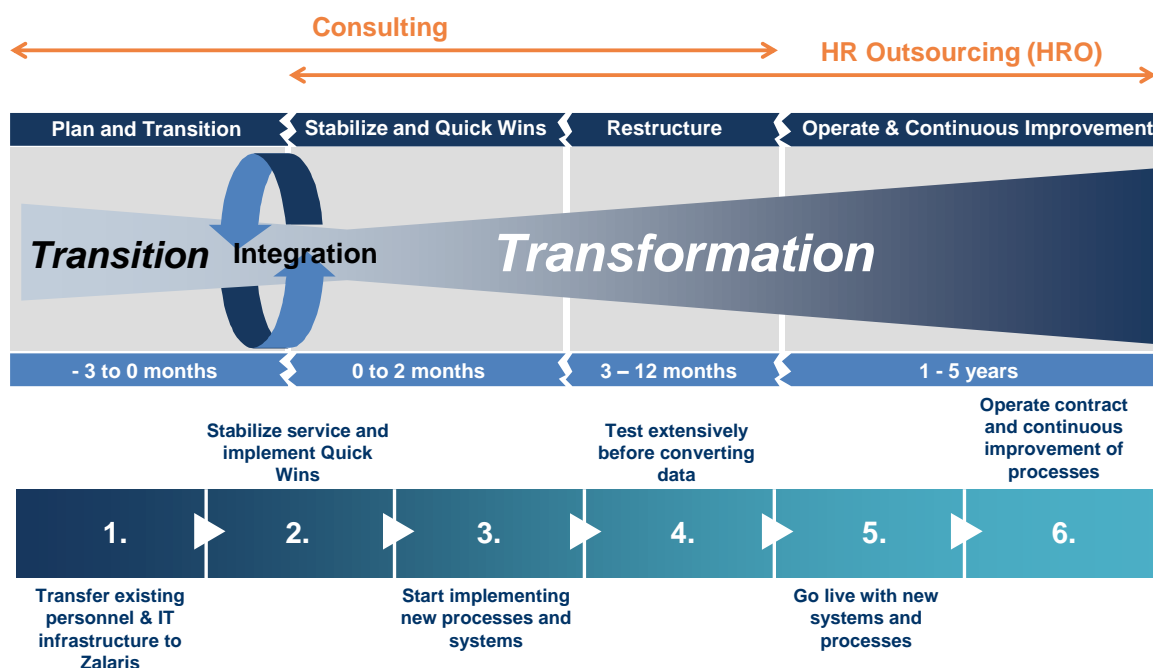 Consulting
HR Outsourcing (HRO)
Plan and Transition
Stabilize and Quick Wins
Restructure
Operate & Continuous Improvement
Transition
Integration
Transformation
- 3 to 0 months
0 to 2 months
3 – 12 months
1 - 5 years
Stabilize service and
implement Quick
Wins
Test extensively
before converting
data
Operate contract
and continuous
improvement of
processes
1.
2.
3.
4.
5.
6.
Transfer existing
personnel & IT
infrastructure to
Zalaris
Start implementing
new processes and
systems
Go live with new
systems and
processes